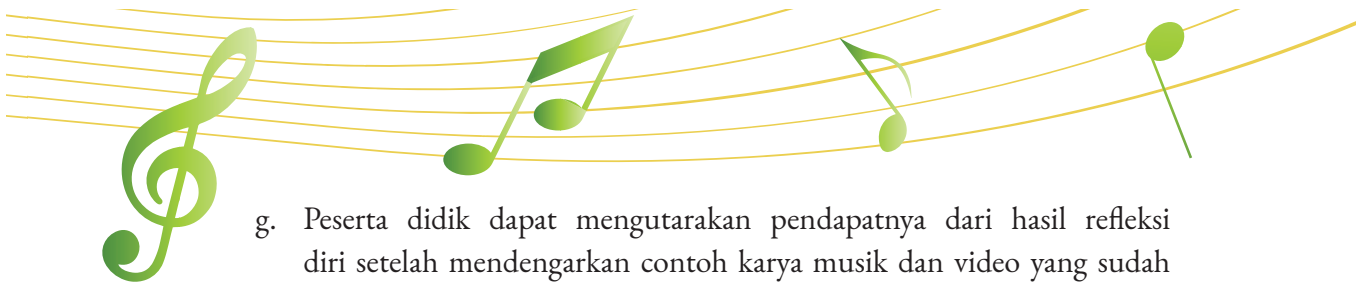 g. Peserta didik dapat mengutarakan pendapatnya dari hasil refleksi
diri setelah mendengarkan contoh karya musik dan video yang sudah